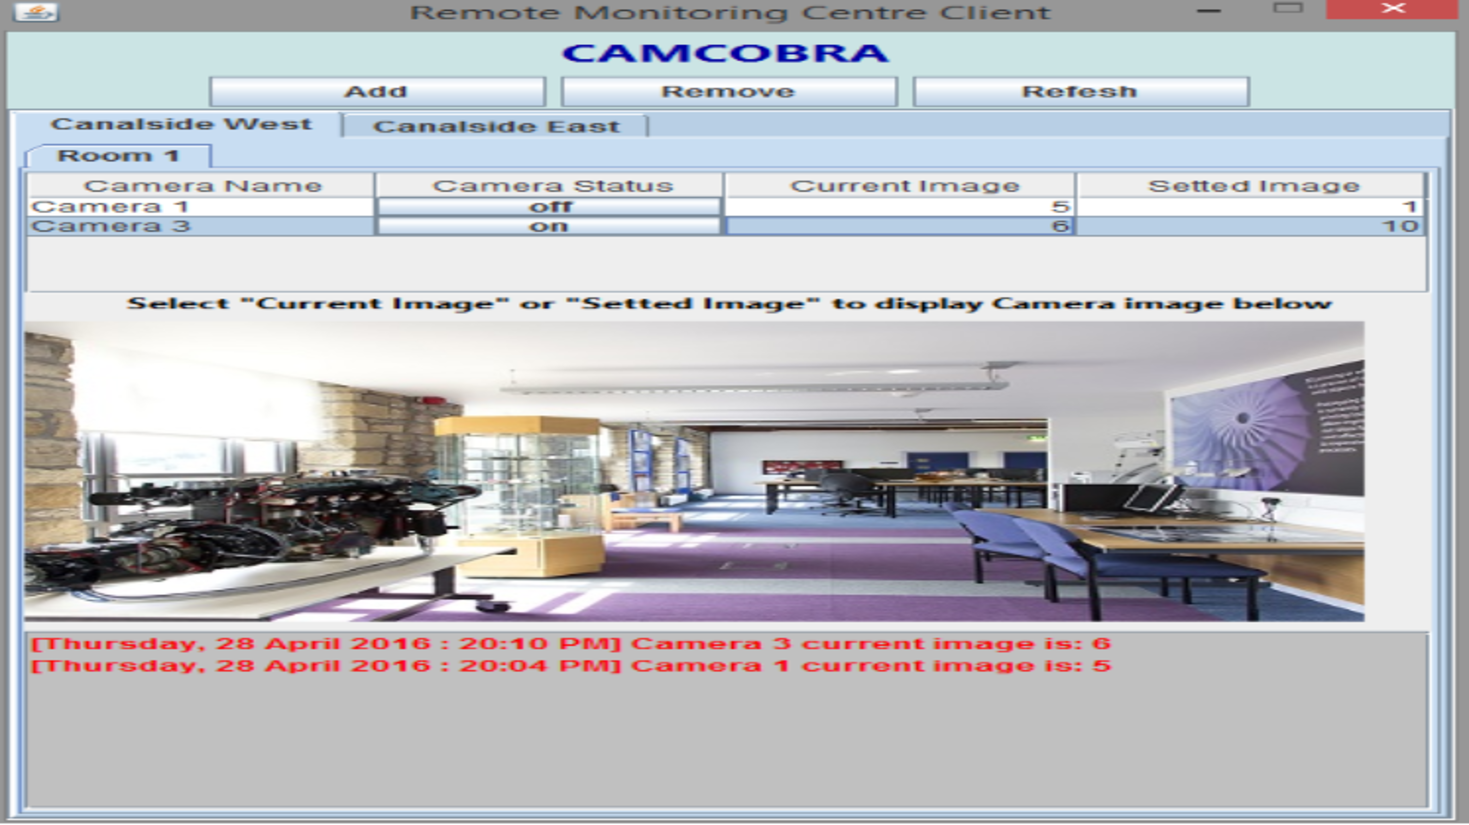 Remote Monitoring Centre Client
CAMCOBRA
Add Remove Refesh
Canalside West Canalside East
Room 1
Camera Name Camera Status Current Image Setted Image
Camera 1 off 5 1
Camera 3 on 6 10
Select "Current Image" or "Setted Image" to display Camera image below
[Thursday, 28 April 2016 : 20:10 PM] Camera 3 current image is: 6
[Thursday, 28 April 2016 : 20:04 PM] Camera 1 current image is: 5